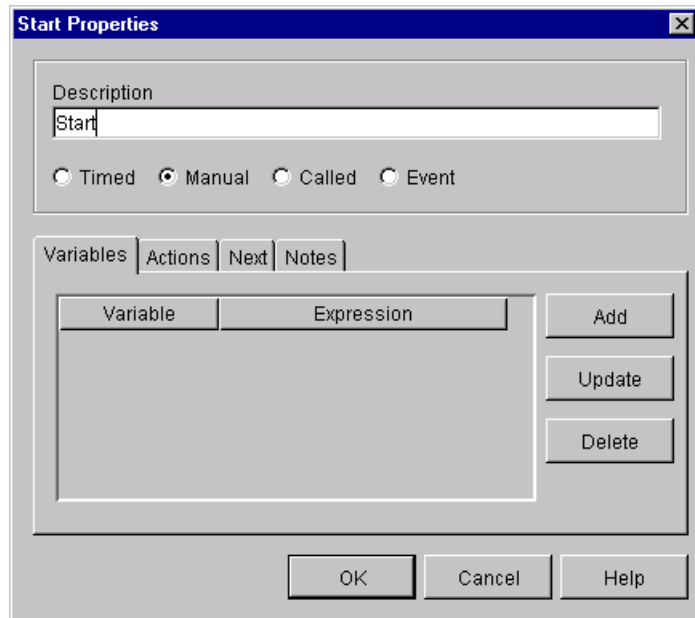 Start Properties
Description
Start
Timed Manual Called Event
Variables Actions Next Notes
Variable Expression
Add
Update
Delete
OK Cancel Help